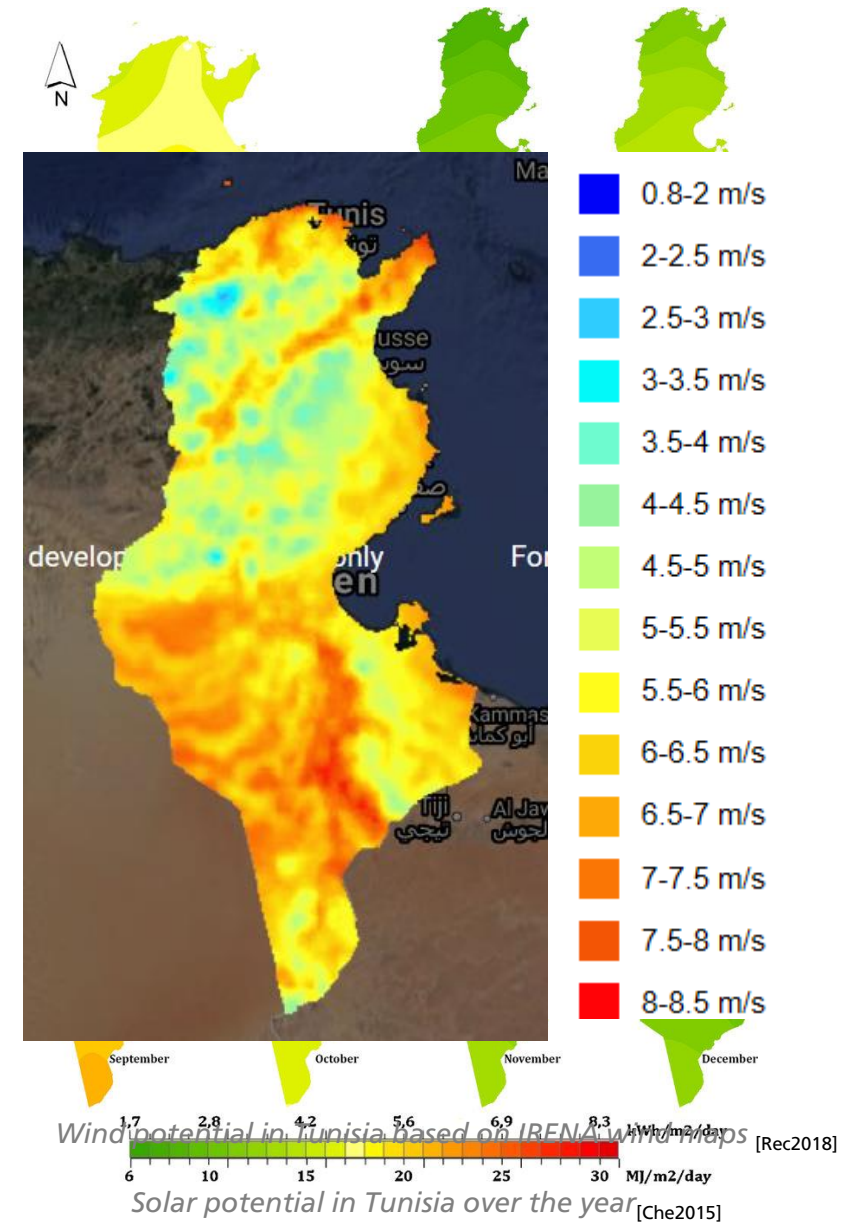 N
Ma
Tunis
0.8-2 m/s
2-2.5 m/s
2.5-3 m/s
usse
3-3.5 m/s
3.5-4 m/s
4-4.5 m/s
develop
only
For
4.5-5 m/s
en
5-5.5 m/s
5.5-6 m/s
Kammas
6-6.5 m/s
Tiji
Al Jaw
تيجي
الجوش
6.5-7 m/s
7-7.5 m/s
7.5-8 m/s
8-8.5 m/s
September October November December
1,7 2,8 4,2 5,6 6,9 8,3 kWh/m2/day
Wind potential in Tunisia based on IRENA wind maps [Rec2018]
6 10 15 20 25 30 MJ/m2/day
Solar potential in Tunisia over the year [Che2015]